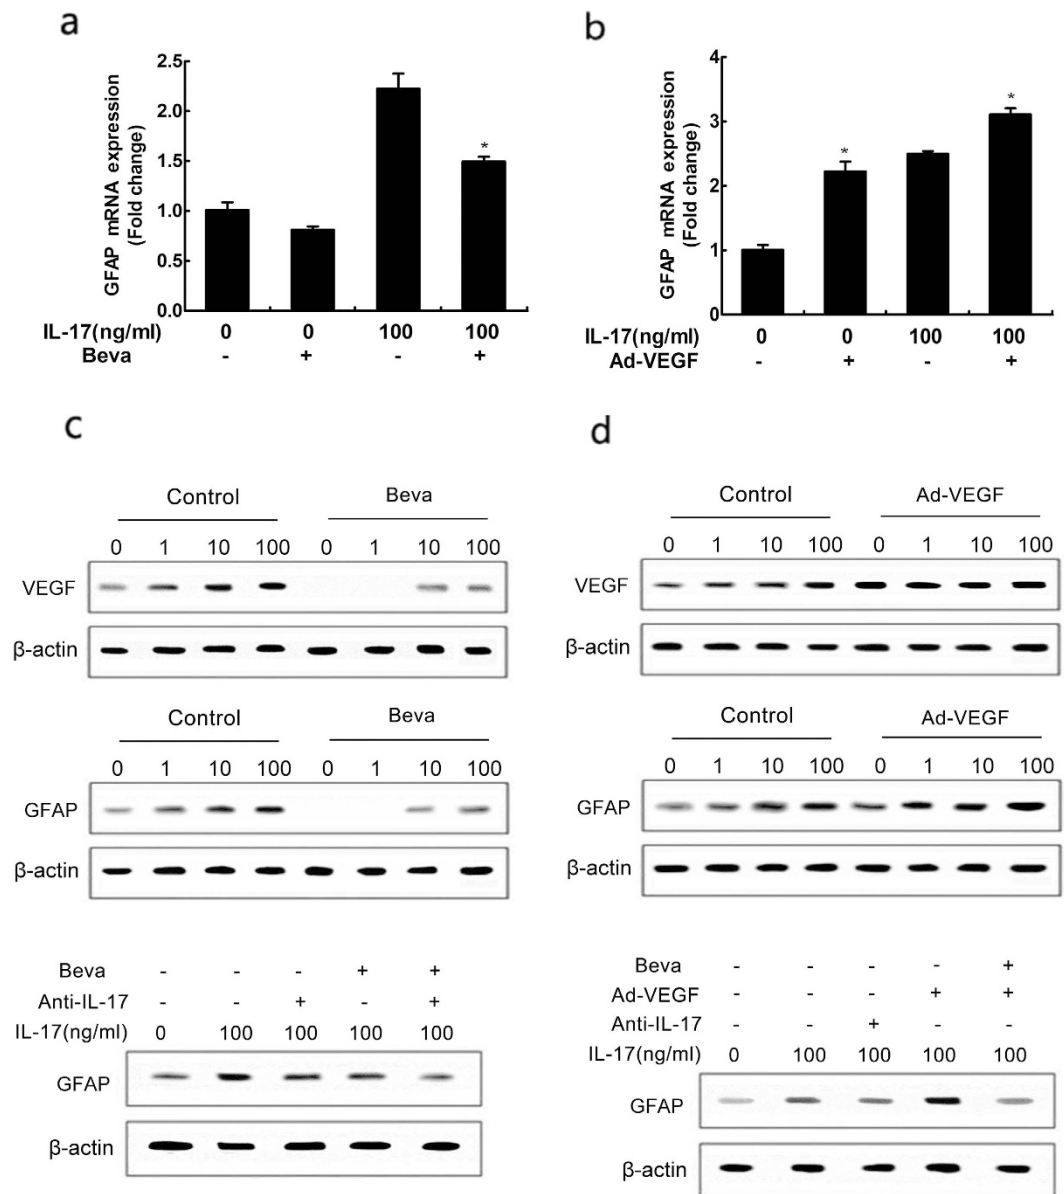 a
GFAP mRNA expression
(Fold change)
2.5
2.0
1.5
1.0
0.5
0.0
*
IL-17(ng/ml) 0 0 100 100
Beva - + - +
b
GFAP mRNA expression
(Fold change)
4
3
2
1
0
* *
IL-17(ng/ml) 0 0 100 100
Ad-VEGF - + - +
c
Control Beva
0 1 10 100 0 1 10 100
VEGF
β-actin
Control Beva
0 1 10 100 0 1 10 100
GFAP
β-actin
Beva - - - + +
Anti-IL-17 - - + - +
IL-17(ng/ml) 0 100 100 100 100
GFAP
β-actin
d
Control Ad-VEGF
0 1 10 100 0 1 10 100
VEGF
β-actin
Control Ad-VEGF
0 1 10 100 0 1 10 100
GFAP
β-actin
Beva - - - - +
Ad-VEGF - - - + +
Anti-IL-17 - - + - -
IL-17(ng/ml) 0 100 100 100 100
GFAP
β-actin